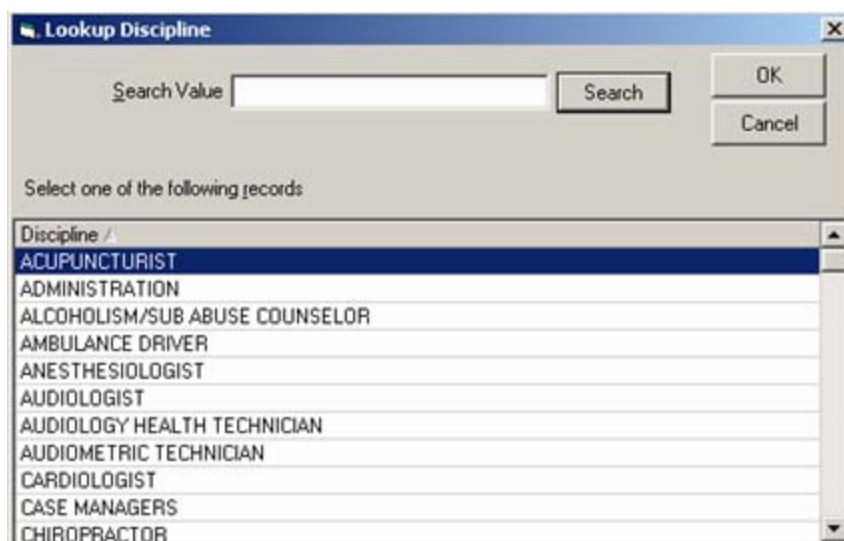 Lookup Discipline
Search Value
Search
OK
Cancel
Select one of the following records
Discipline
ACUPUNCTURIST
ADMINISTRATION
ALCOHOLISM/SUB ABUSE COUNSELOR
AMBULANCE DRIVER
ANESTHESIOLOGIST
AUDIOLOGIST
AUDIOLOGY HEALTH TECHNICIAN
AUDIOMETRIC TECHNICIAN
CARDIOLOGIST
CASE MANAGERS
CHIROPRACTOR